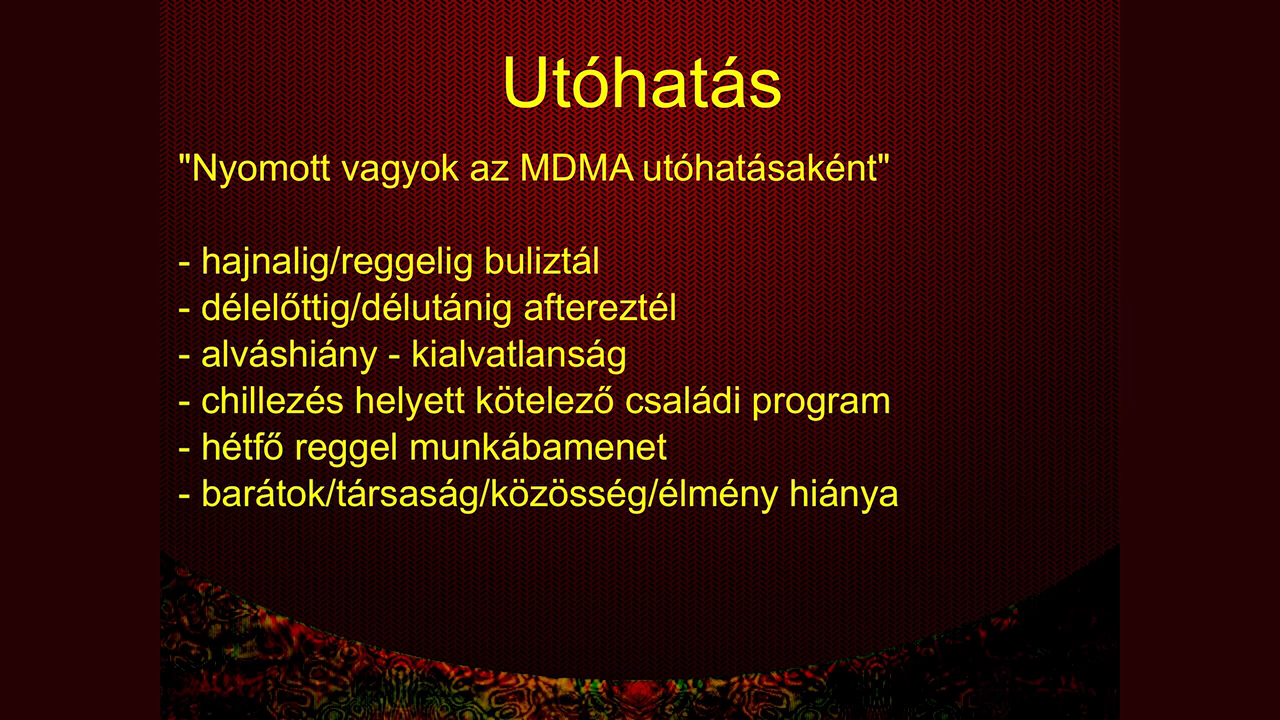 Utóhatás
"Nyomott vagyok az MDMA utóhatásaként"
- hajnalig/reggelig buliztál
- délelőttig/délutánig aftereztél
- alváshiány - kialvatlanság
- chillezés helyett kötelező családi program
- hétfő reggel munkábamenet
- barátok/társaság/közösség/élmény hiánya